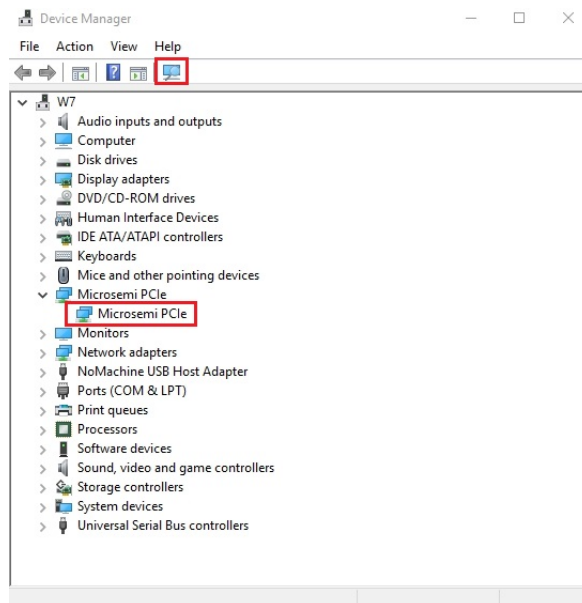 Device Manager
File Action View Help
W7
Audio inputs and outputs
Computer
Disk drives
Display adapters
DVD/CD-ROM drives
Human Interface Devices
IDE ATA/ATAPI controllers
Keyboards
Mice and other pointing devices
Microsemi PCIe
Microsemi PCIe
Monitors
Network adapters
NoMachine USB Host Adapter
Ports (COM & LPT)
Print queues
Processors
Software devices
Sound, video and game controllers
Storage controllers
System devices
Universal Serial Bus controllers